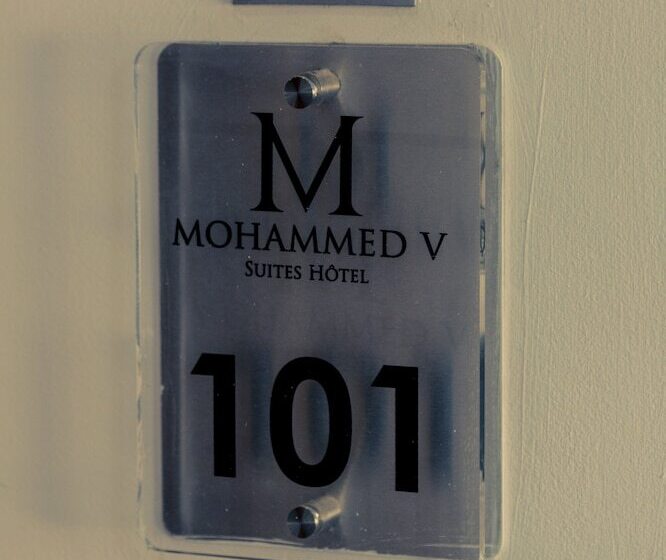 M
MOHAMMED V
SUITES HÔTEL
101